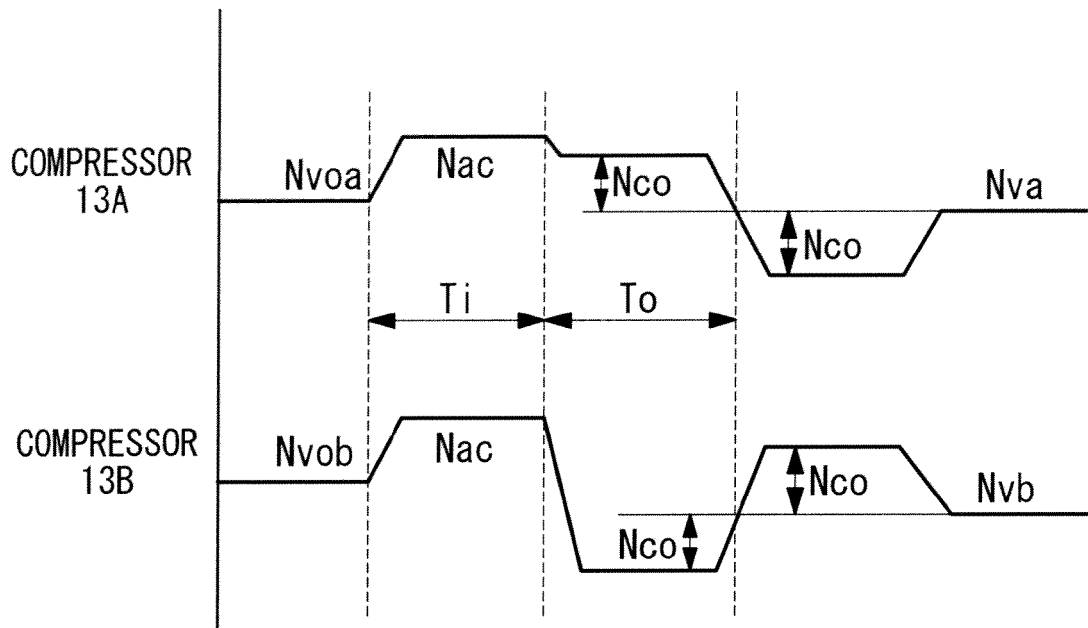 COMPRESSOR
13A
Nvoa
Nac
Nco
Nva
Nco
Ti
To
COMPRESSOR
13B
Nvob
Nac
Nco
Nco
Nvb